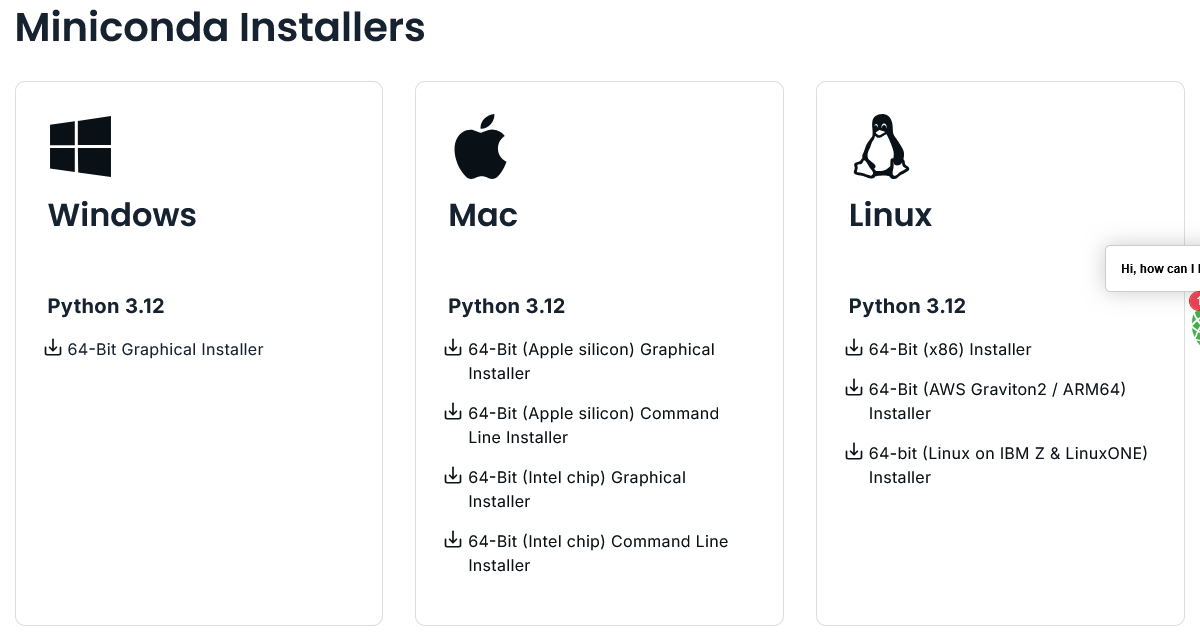 Miniconda Installers
Windows
Python 3.12
64-Bit Graphical Installer
Mac
Python 3.12
64-Bit (Apple silicon) Graphical
Installer
64-Bit (Apple silicon) Command
Line Installer
64-Bit (Intel chip) Graphical
Installer
64-Bit (Intel chip) Command Line
Installer
Linux
Python 3.12
64-Bit (x86) Installer
64-Bit (AWS Graviton2 / ARM64)
Installer
64-bit (Linux on IBM Z & LinuxONE)
Installer
Hi, how can I